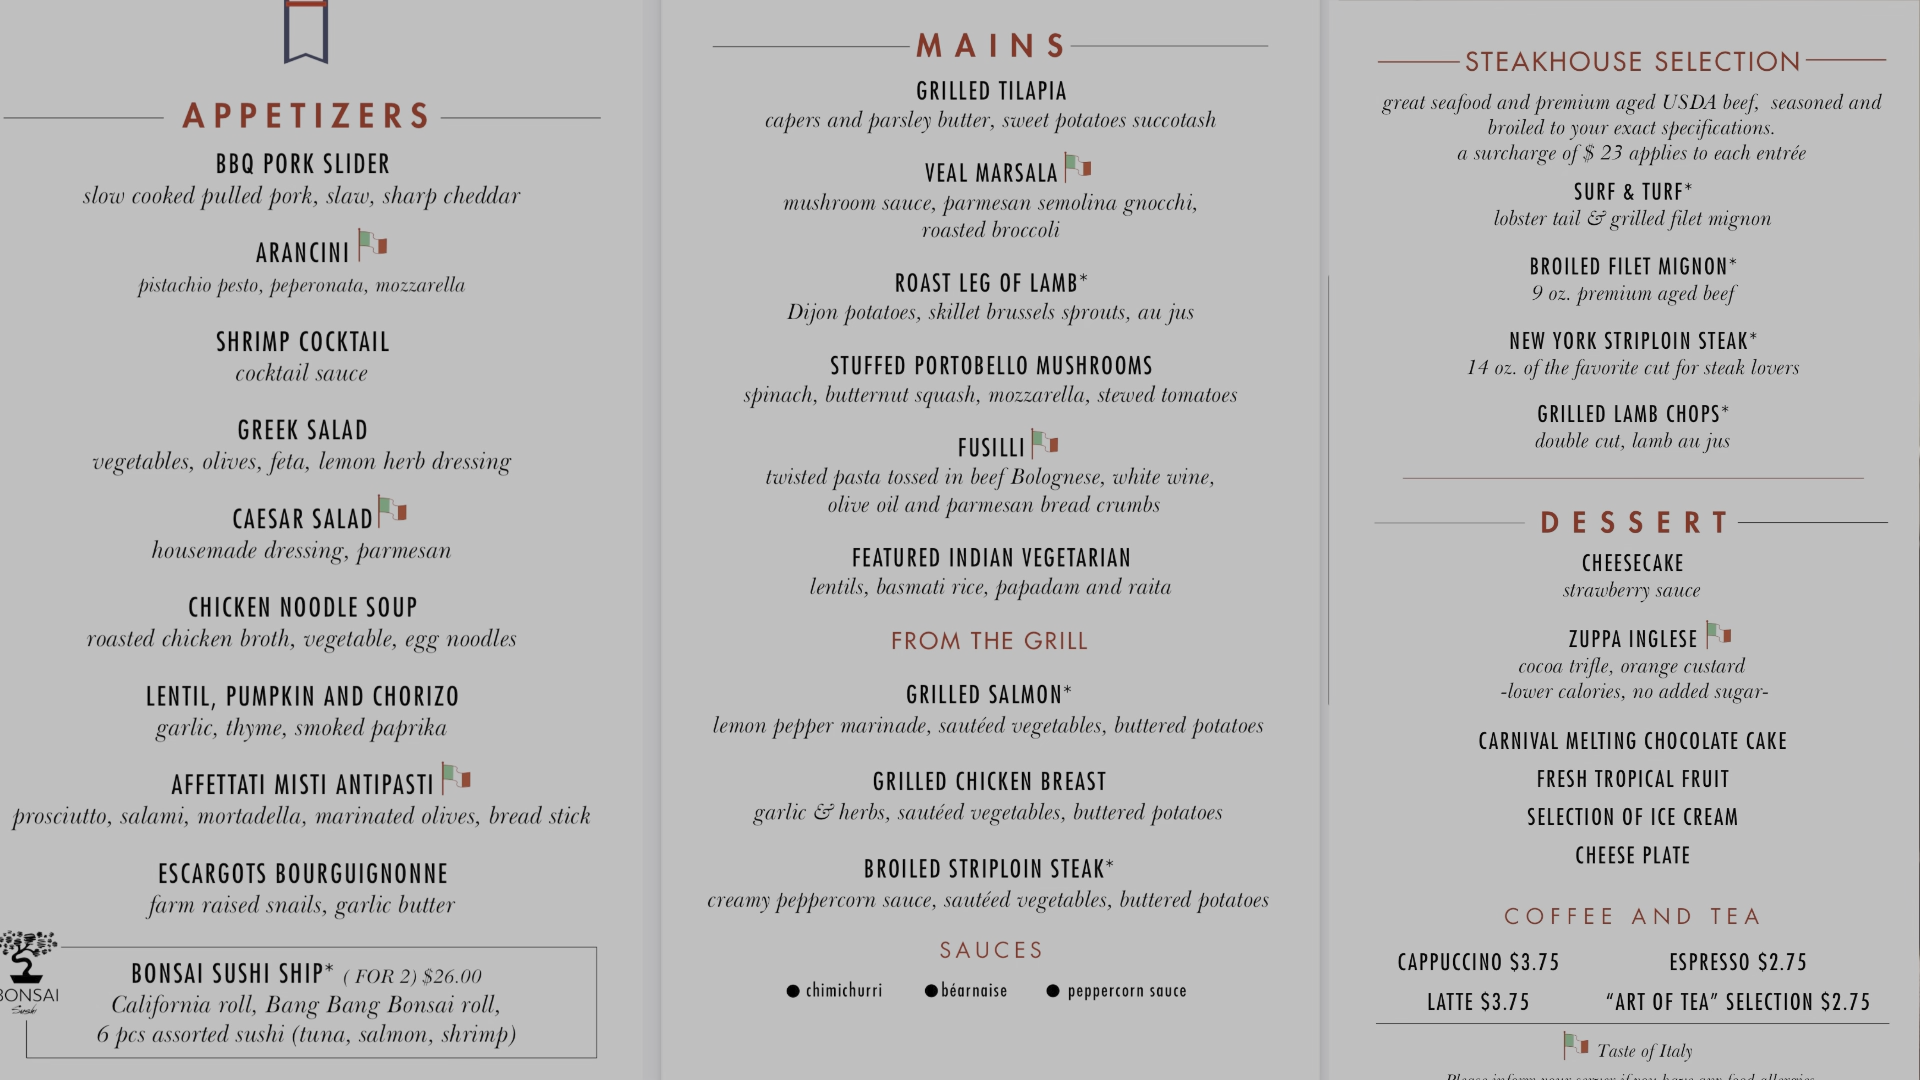 APPETIZERS
BBQ PORK SLIDER
slow cooked pulled pork, slaw, sharp cheddar
ARANCINI
pistachio pesto, peperonata, mozzarella
SHRIMP COCKTAIL
cocktail sauce
GREEK SALAD
vegetables, olives, feta, lemon herb dressing
CAESAR SALAD
housemade dressing, parmesan
CHICKEN NOODLE SOUP
roasted chicken broth, vegetable, egg noodles
LENTIL, PUMPKIN AND CHORIZO
garlic, thyme, smoked paprika
AFFETTATI MISTI ANTIPASTI
prosciutto, salami, mortadella, marinated olives, bread stick
ESCARGOTS BOURGUIGNONNE
farm raised snails, garlic butter
BONSAI
Sushi
BONSAI SUSHI SHIP* ( FOR 2) $26.00
California roll, Bang Bang Bonsai roll,
6 pcs assorted sushi (tuna, salmon, shrimp)
MAINS
GRILLED TILAPIA
capers and parsley butter, sweet potatoes succotash
VEAL MARSALA
mushroom sauce, parmesan semolina gnocchi,
roasted broccoli
ROAST LEG OF LAMB*
Dijon potatoes, skillet brussels sprouts, au jus
STUFFED PORTOBELLO MUSHROOMS
spinach, butternut squash, mozzarella, stewed tomatoes
FUSILLI
twisted pasta tossed in beef Bolognese, white wine,
olive oil and parmesan bread crumbs
FEATURED INDIAN VEGETARIAN
lentils, basmati rice, papadam and raita
FROM THE GRILL
GRILLED SALMON*
lemon pepper marinade, sautéed vegetables, buttered potatoes
GRILLED CHICKEN BREAST
garlic & herbs, sautéed vegetables, buttered potatoes
BROILED STRIPLOIN STEAK*
creamy peppercorn sauce, sautéed vegetables, buttered potatoes
SAUCES
● chimichurri ● béarnaise ● peppercorn sauce
STEAKHOUSE SELECTION
great seafood and premium aged USDA beef, seasoned and
broiled to your exact specifications.
a surcharge of $ 23 applies to each entrée
SURF & TURF*
lobster tail & grilled filet mignon
BROILED FILET MIGNON*
9 oz. premium aged beef
NEW YORK STRIPLOIN STEAK*
14 oz. of the favorite cut for steak lovers
GRILLED LAMB CHOPS*
double cut, lamb au jus
DESSERT
CHEESECAKE
strawberry sauce
ZUPPA INGLESE
cocoa trifle, orange custard
-lower calories, no added sugar-
CARNIVAL MELTING CHOCOLATE CAKE
FRESH TROPICAL FRUIT
SELECTION OF ICE CREAM
CHEESE PLATE
COFFEE AND TEA
CAPPUCCINO $3.75 ESPRESSO $2.75
LATTE $3.75 “ART OF TEA” SELECTION $2.75
Taste of Italy
Please inform your server if you have any food allergies